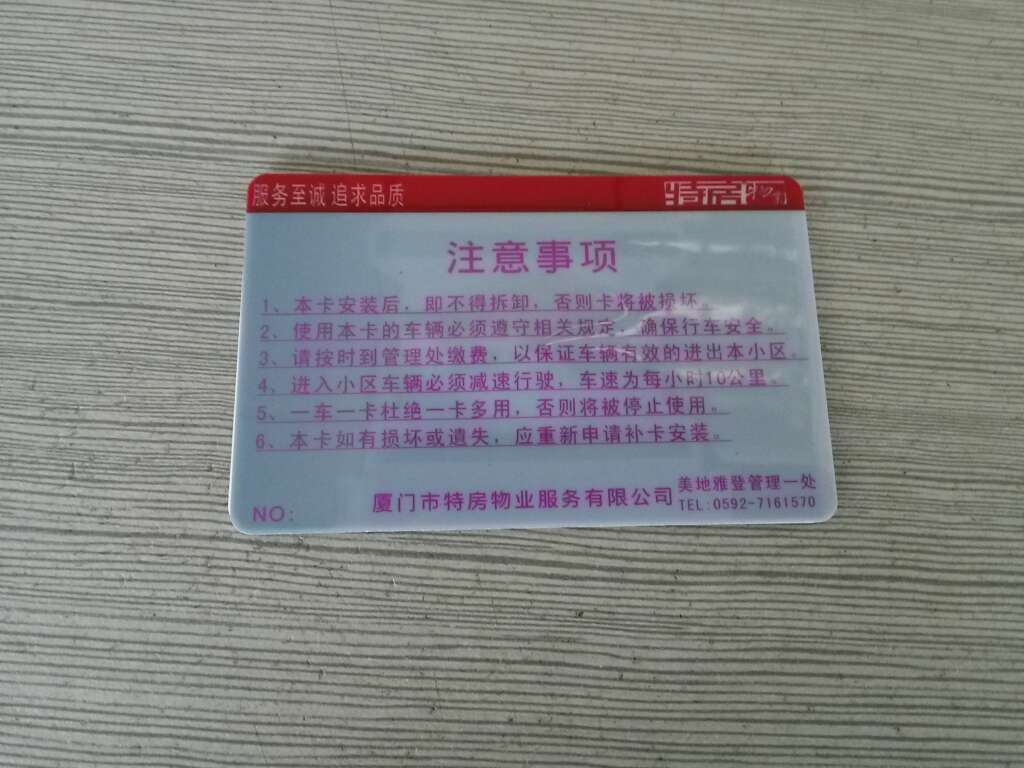 服务至诚 追求品质
注意事项
1、本卡安装后，即不得拆卸，否则卡将被损坏。
2、使用本卡的车辆必须遵守相关规定，确保行车安全。
3、请按时到管理处缴费，以保证车辆有效的进出本小区。
4、进入小区车辆必须减速行驶，车速为每小时10公里。
5、一车一卡杜绝一卡多用，否则将被停止使用。
6、本卡如有损坏或遗失，应重新申请补卡安装。
美地雅登管理一处
厦门市特房物业服务有限公司 TEL:0592-7161570
NO: